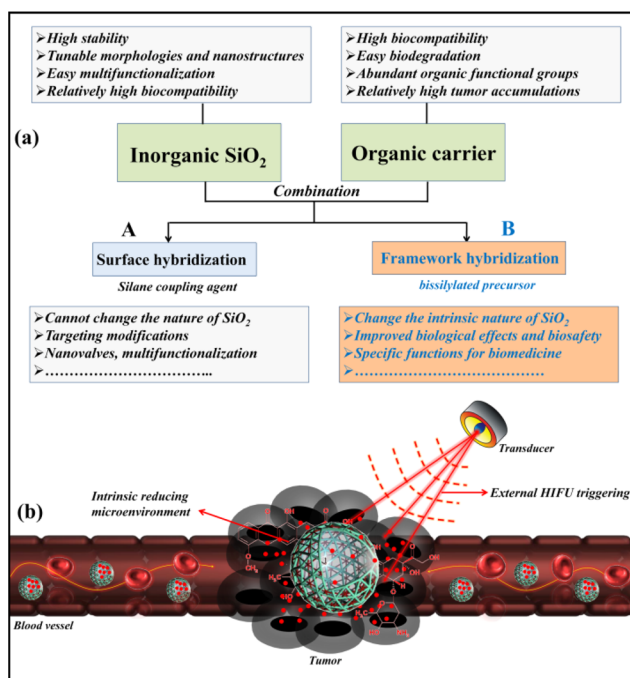 ➢High stability
➢Tunable morphologies and nanostructures
➢Easy multifunctionalization
➢Relatively high biocompatibility
➢High biocompatibility
➢Easy biodegradation
➢Abundant organic functional groups
➢Relatively high tumor accumulations
(a)
Inorganic SiO₂
Organic carrier
Combination
A
B
Surface hybridization
Framework hybridization
Silane coupling agent
bissilylated precursor
➢Cannot change the nature of SiO₂
➢Targeting modifications
➢Nanovalves, multifunctionalization
➢……………………………..
➢Change the intrinsic nature of SiO₂
➢Improved biological effects and biosafety
➢Specific functions for biomedicine
➢…………………………………
Transducer
Intrinsic reducing
microenvironment
External HIFU triggering
(b)
Blood vessel
Tumor